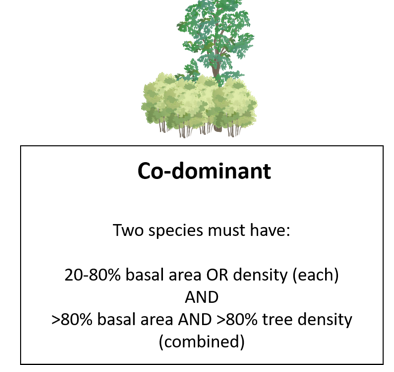 Co-dominant
Two species must have:
20-80% basal area OR density (each)
AND
>80% basal area AND >80% tree density
(combined)